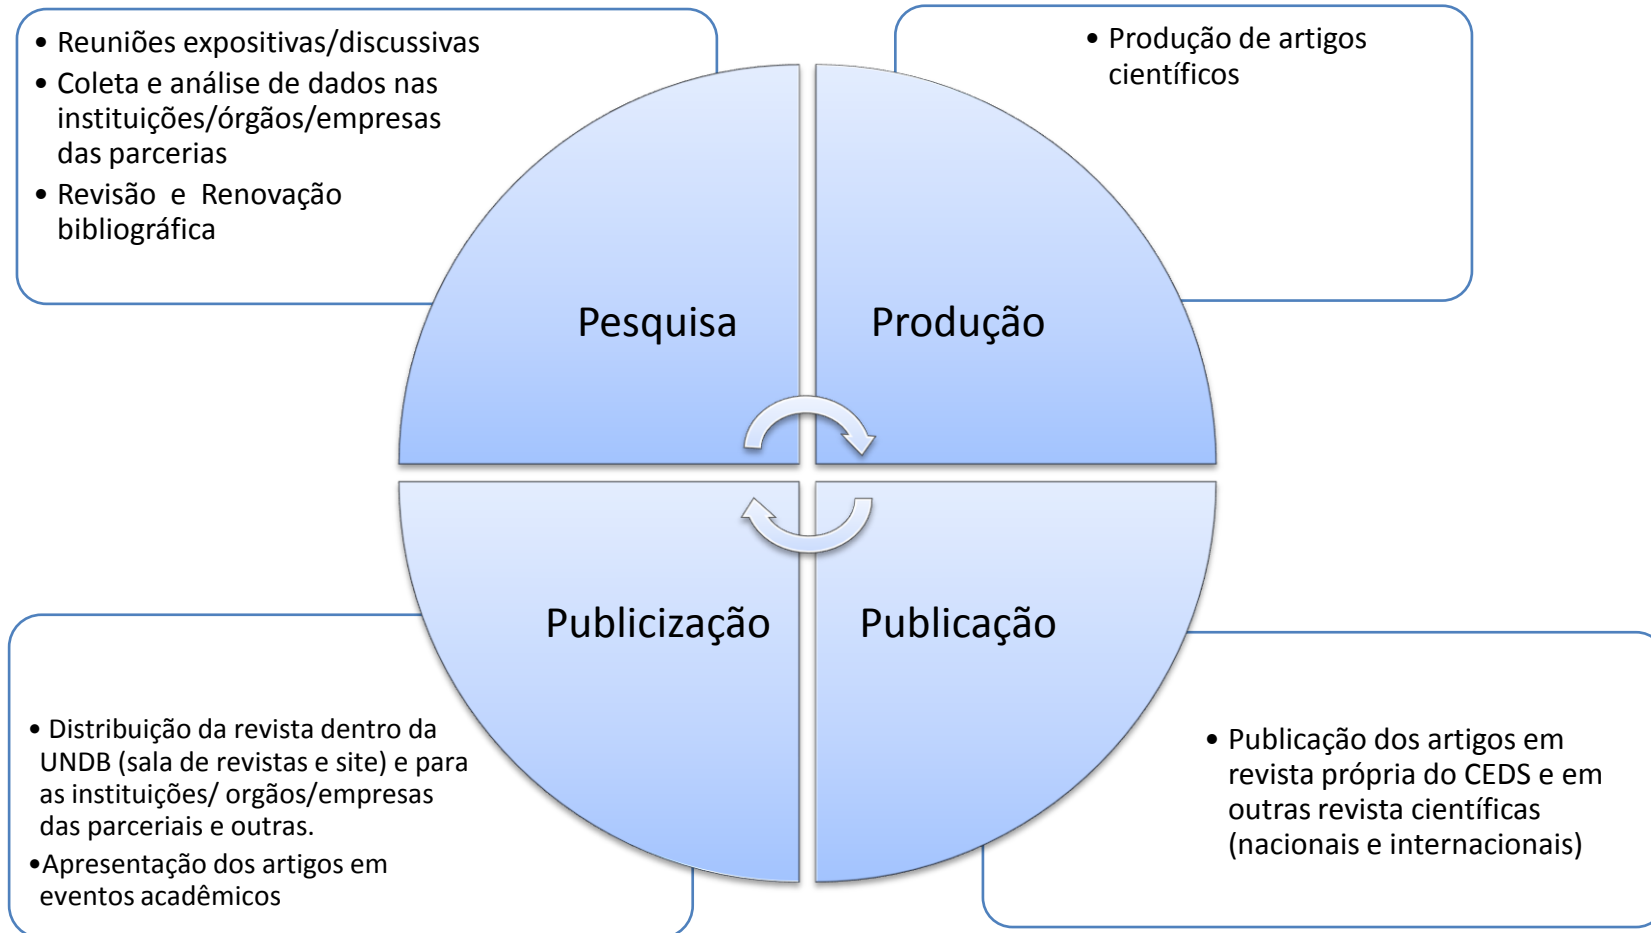 • Reuniões expositivas/discussivas
• Coleta e análise de dados nas
instituições/órgãos/empresas
das parcerias
• Revisão e Renovação
bibliográfica
• Produção de artigos
científicos
Pesquisa
Produção
Publicização
Publicação
• Distribuição da revista dentro da
UNDB (sala de revistas e site) e para
as instituições/ orgãos/empresas
das parceriais e outras.
•Apresentação dos artigos em
eventos acadêmicos
• Publicação dos artigos em
revista própria do CEDS e em
outras revista científicas
(nacionais e internacionais)